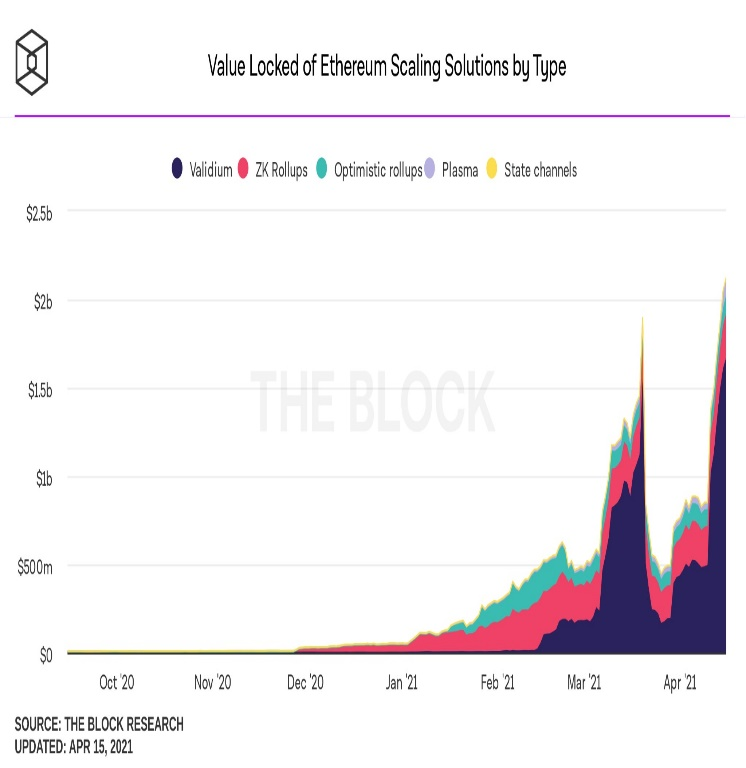 Value Locked of Ethereum Scaling Solutions by Type
Validium ZK Rollups Optimistic rollups Plasma State channels
$2.5b
$2b
$1.5b
THE BLOCK
$1b
$500m
$0
Oct '20 Nov '20 Dec '20 Jan '21 Feb '21 Mar '21 Apr '21
SOURCE: THE BLOCK RESEARCH
UPDATED: APR 15, 2021